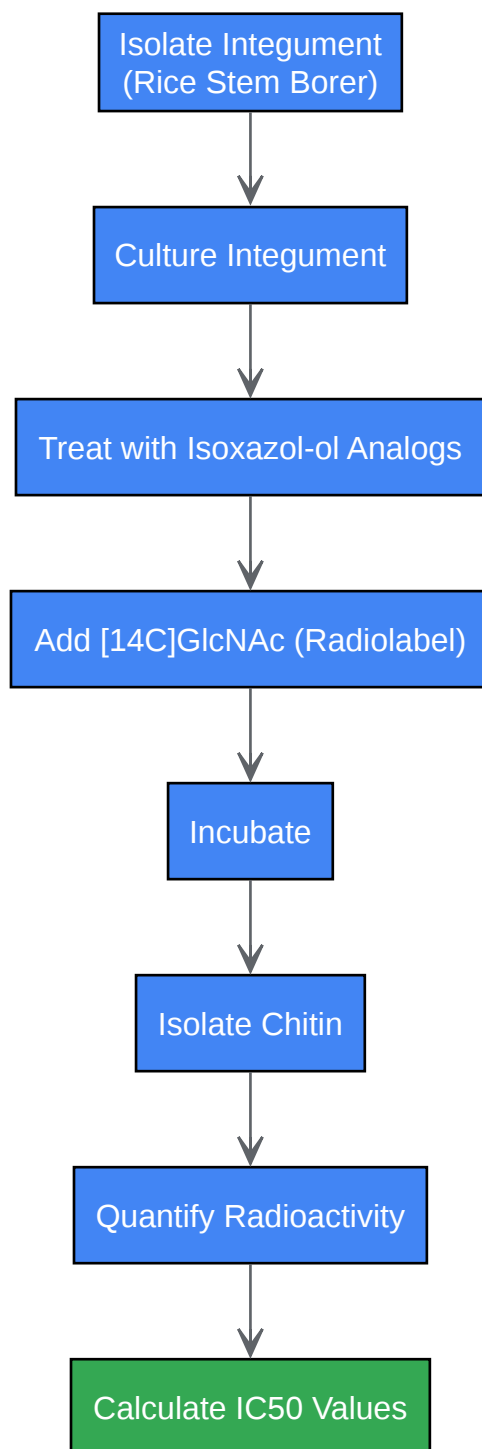 Isolate Integument
(Rice Stem Borer)
Culture Integument
Treat with Isoxazol-ol Analogs
Add [14C]GlcNAc (Radiolabel)
Incubate
Isolate Chitin
Quantify Radioactivity
Calculate IC50 Values